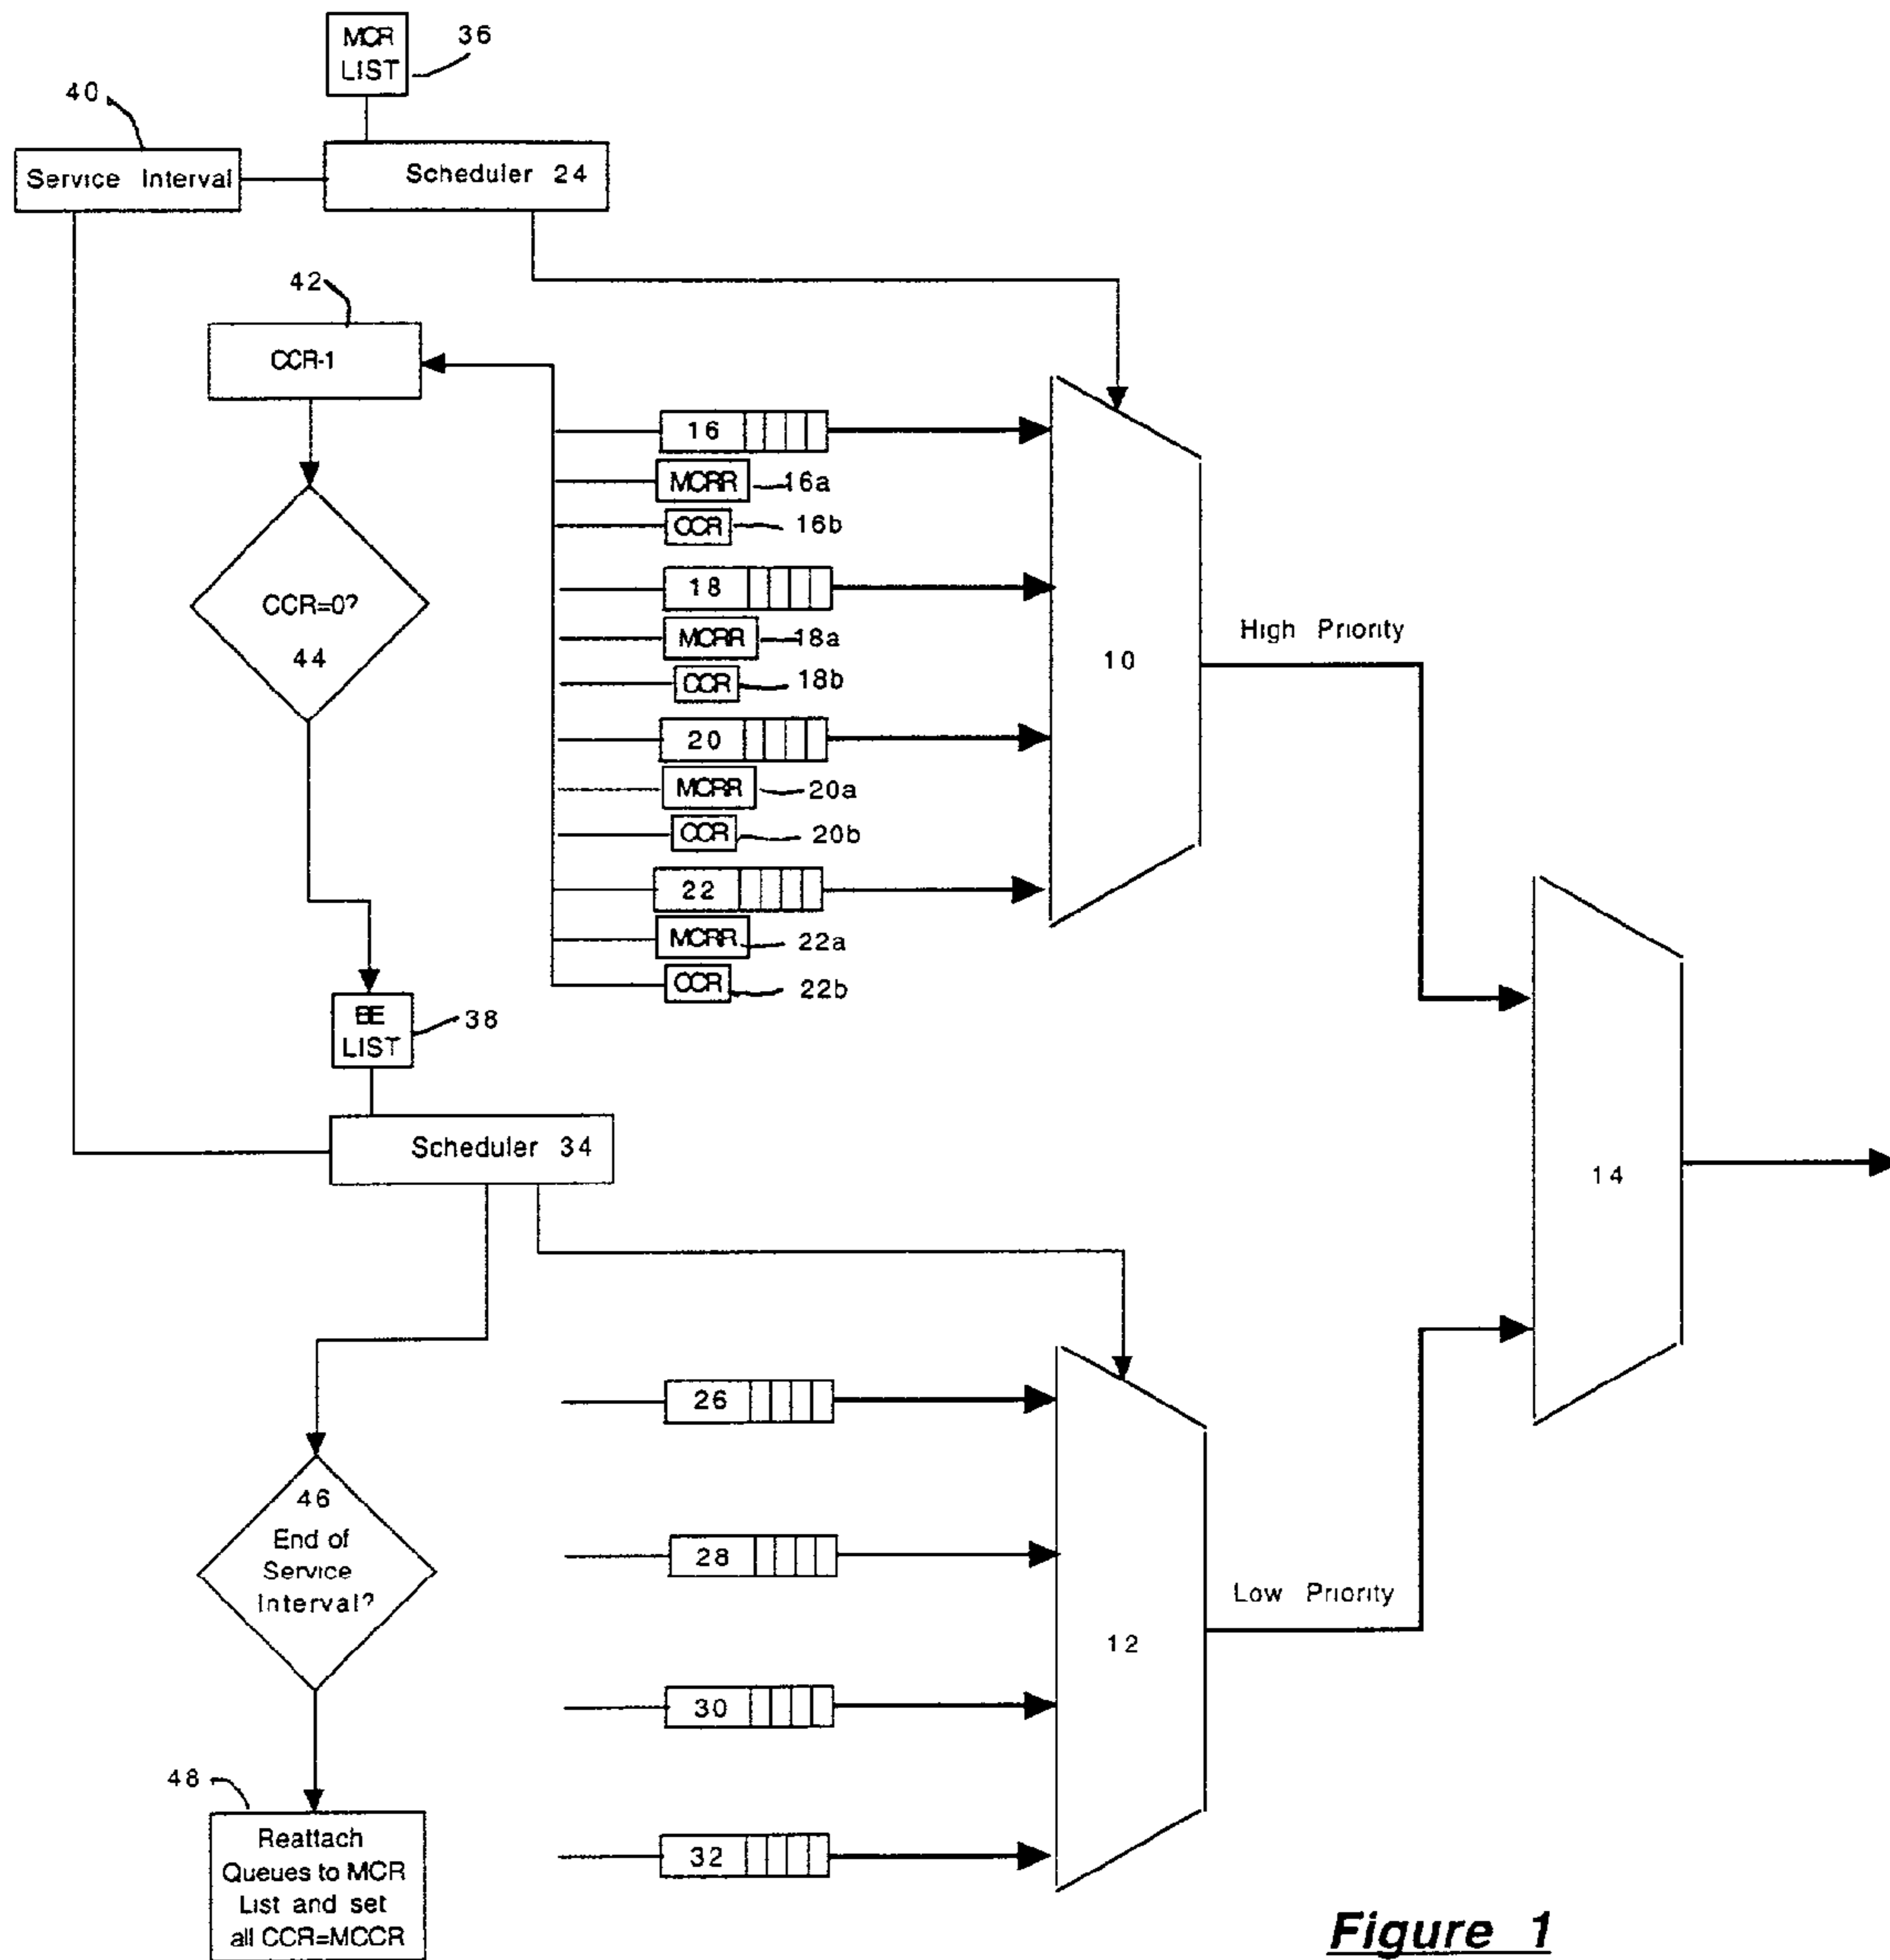 MCR
LIST
36
40
Service Interval
Scheduler 24
42
CCR-1
CCR=0?
44
16
MCRR
16a
CCR
16b
18
MCRR
18a
CCR
18b
20
MCRR
20a
CCR
20b
22
MCRR
22a
CCR
22b
10
High Priority
BE
LIST
38
Scheduler 34
14
46
End of
Service
Interval?
26
28
30
32
12
Low Priority
48
Reattach
Queues to MCR
List and set
all CCR=MCCR
Figure 1